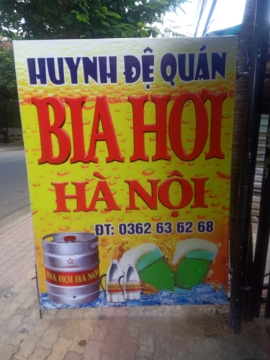 HUYNH ĐỆ QUÁN
BIA HƠI
HÀ NỘI
ĐT: 0362 63 62 68
BIA HƠI HÀ NỘI